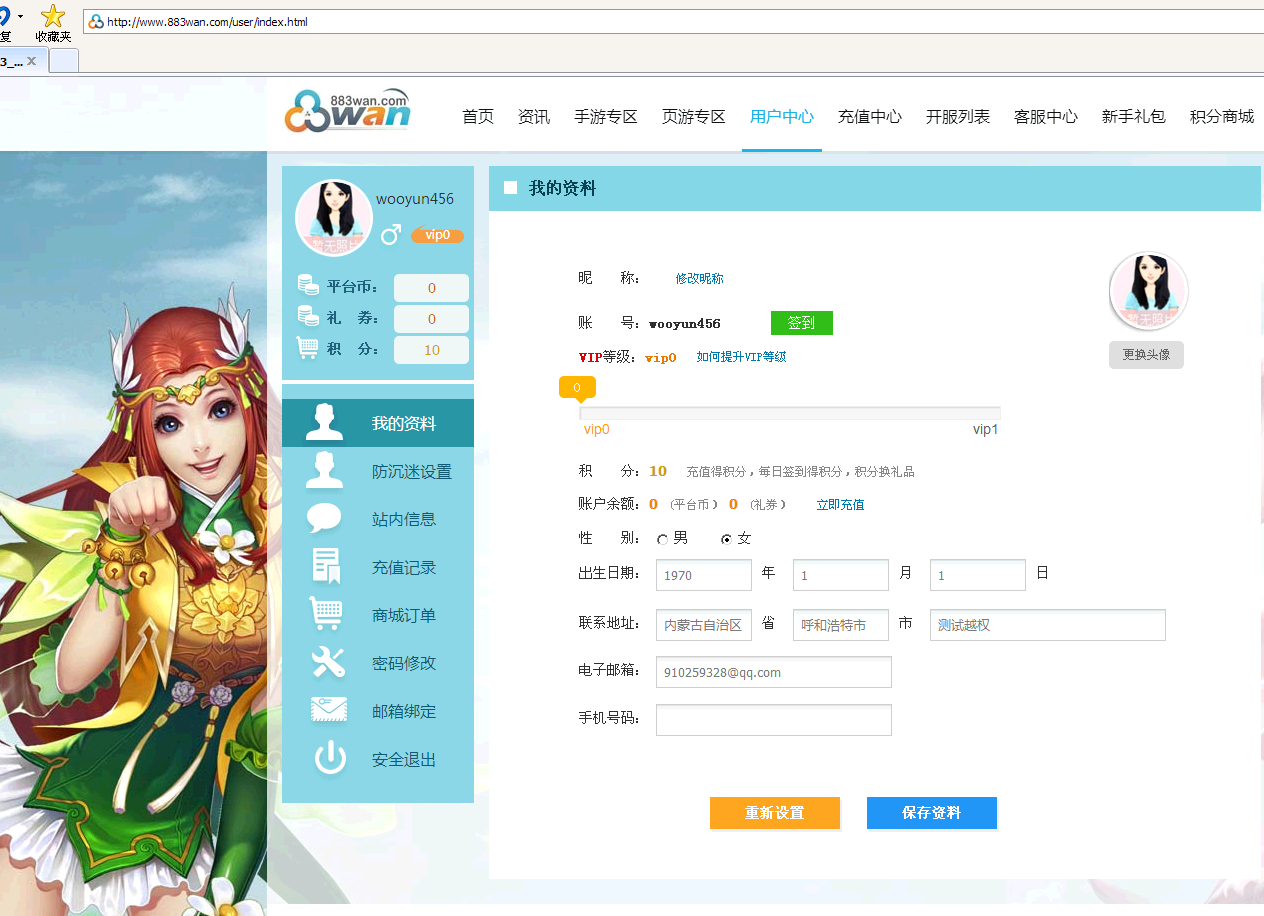 http://www.883wan.com/user/index.html
复 收藏夹
3_...
883wan.com
wan
首页 资讯 手游专区 页游专区 用户中心 充值中心 开服列表 客服中心 新手礼包 积分商城
wooyun456
vip0
暂无照片
平台币： 0
礼 券： 0
积 分： 10
我的资料
防沉迷设置
站内信息
充值记录
商城订单
密码修改
邮箱绑定
安全退出
我的资料
昵 称： 修改昵称
账 号：wooyun456 签到
暂无照片
更换头像
VIP等级：vip0 如何提升VIP等级
0
vip0 vip1
积 分：10 充值得积分，每日签到得积分，积分换礼品
账户余额：0（平台币）0（礼券） 立即充值
性 别： 男 女
出生日期： 1970 年 1 月 1 日
联系地址： 内蒙古自治区 省 呼和浩特市 市 测试越权
电子邮箱： 910259328@qq.com
手机号码：
重新设置 保存资料